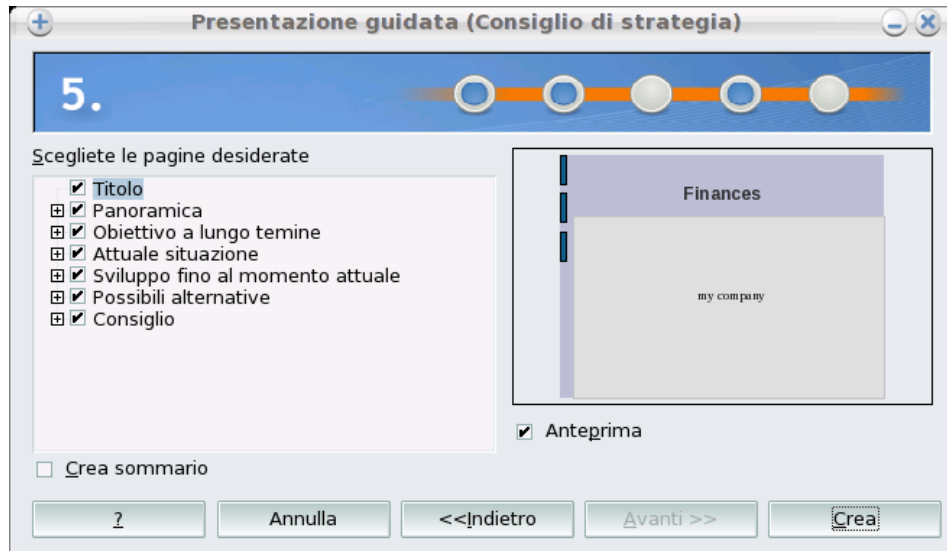 Presentazione guidata (Consiglio di strategia)
5.
Scegliete le pagine desiderate
Titolo
Panoramica
Obiettivo a lungo temine
Attuale situazione
Sviluppo fino al momento attuale
Possibili alternative
Consiglio
Finances
my company
Anteprima
Crea sommario
? Annulla <<Indietro Avanti >> Crea